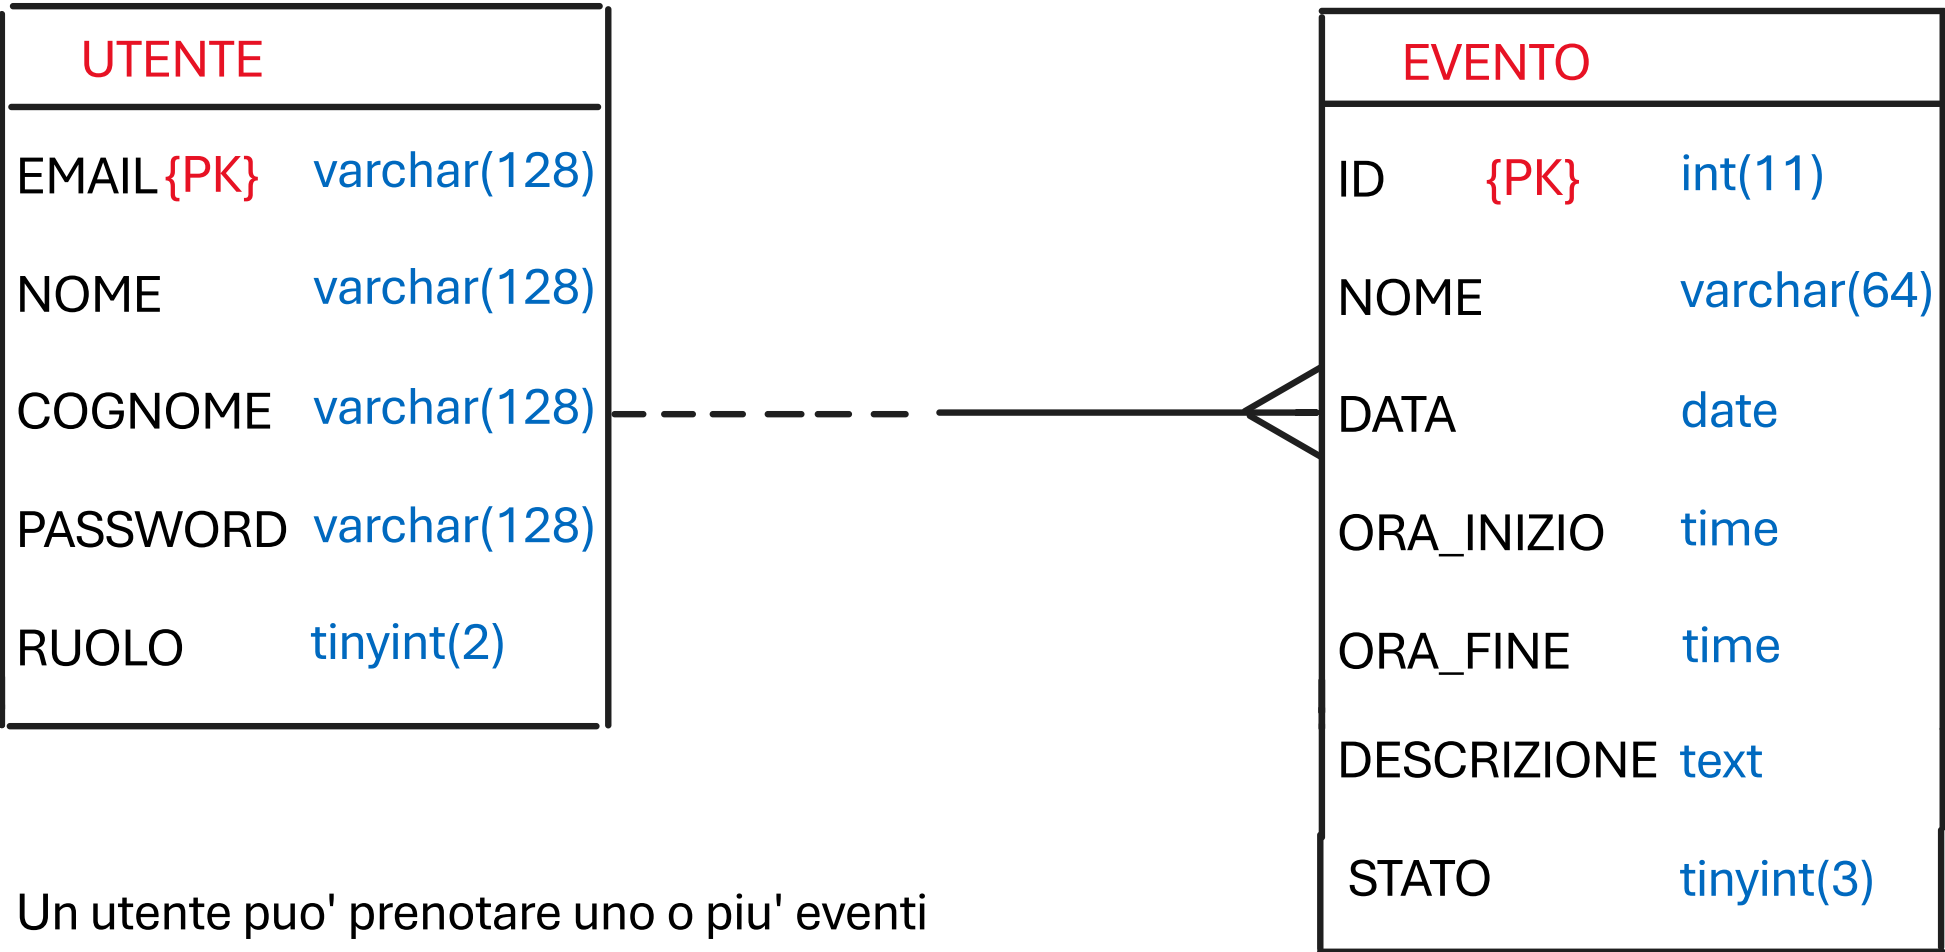 UTENTE
EMAIL {PK} varchar(128)
NOME varchar(128)
COGNOME varchar(128)
PASSWORD varchar(128)
RUOLO tinyint(2)
EVENTO
ID {PK} int(11)
NOME varchar(64)
DATA date
ORA_INIZIO time
ORA_FINE time
DESCRIZIONE text
STATO tinyint(3)
Un utente puo' prenotare uno o piu' eventi